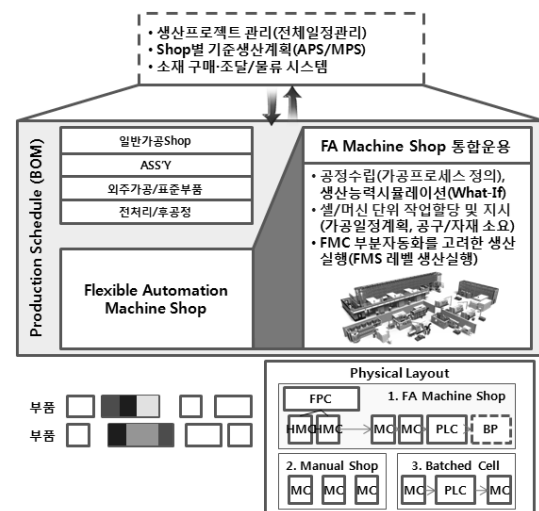 • 생산프로젝트 관리(전체일정관리)
• Shop별 기준생산계획(APS/MPS)
• 소재 구매·조달/물류 시스템
Production Schedule (BOM)
일반가공Shop
ASS'Y
외주가공/표준부품
전처리/후공정
Flexible Automation
Machine Shop
FA Machine Shop 통합운용
• 공정수립(가공프로세스 정의),
생산능력시뮬레이션(What-If)
• 셀/머신 단위 작업할당 및 지시
(가공일정계획, 공구/자재 소요)
• FMC 부분자동화를 고려한 생산
실행(FMS 레벨 생산실행)
부품
부품
Physical Layout
FPC
1. FA Machine Shop
HMC HMC MC MC PLC BP
2. Manual Shop
MC MC MC
3. Batched Cell
MC PLC MC